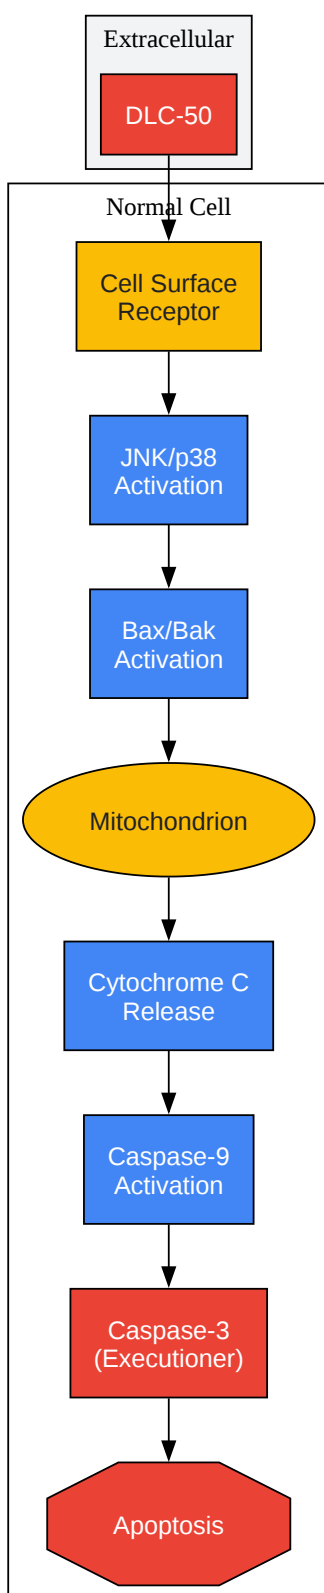 Extracellular
DLC-50
Normal Cell
Cell Surface
Receptor
JNK/p38
Activation
Bax/Bak
Activation
Mitochondrion
Cytochrome C
Release
Caspase-9
Activation
Caspase-3
(Executioner)
Apoptosis